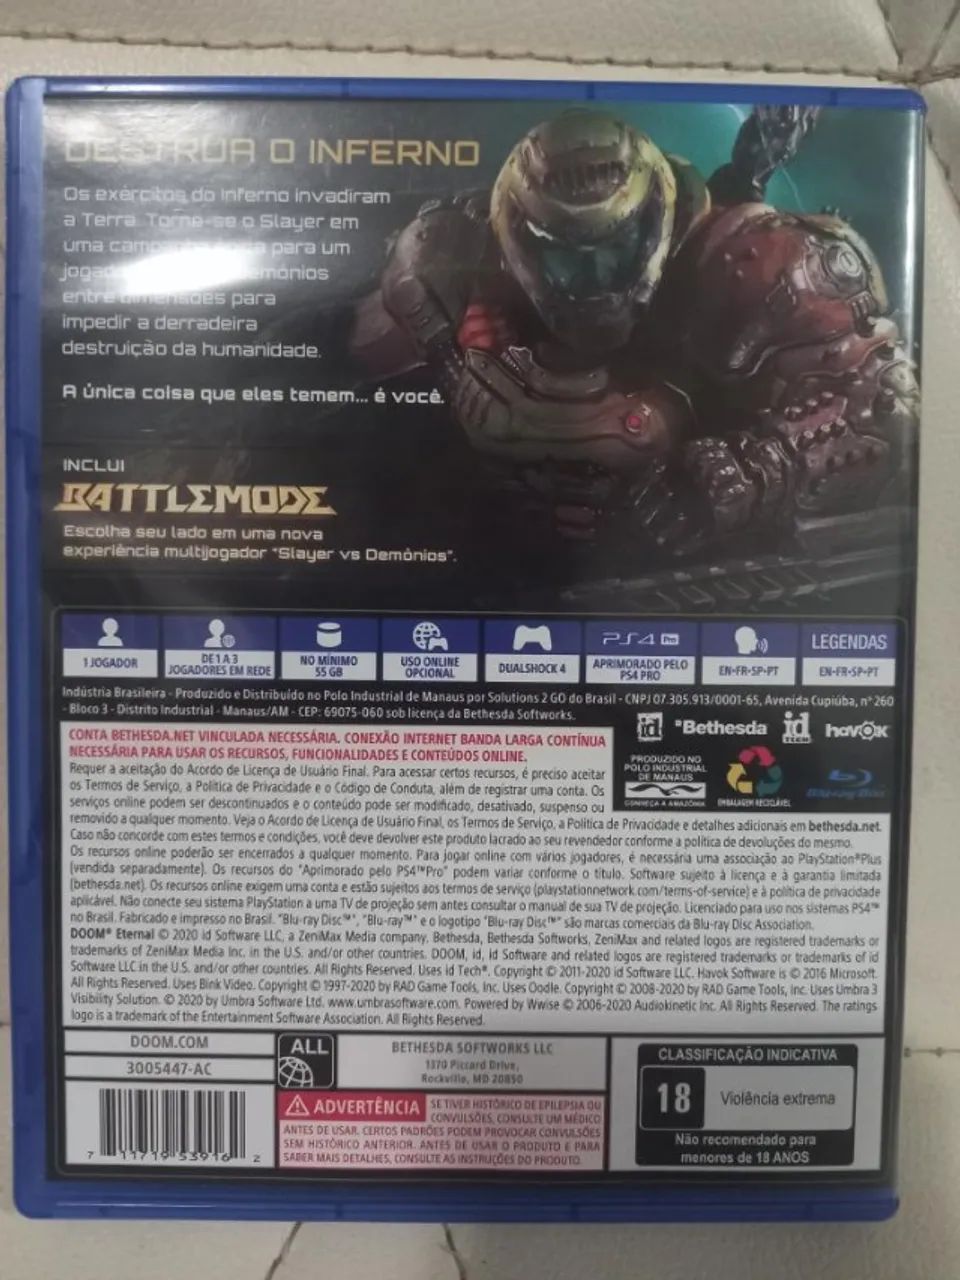 DESTRUA O INFERNO
Os exércitos do Inferno invadiram
a Terra. Torne-se o Slayer em
uma campanha para um
jogador demônios
entre dimensões para
impedir a derradeira
destruição da humanidade.
A única coisa que eles temem... é você.
INCLUI
BATTLEMODE
Escolha seu lado em uma nova
experiência multijogador "Slayer vs Demônios".
1 JOGADOR
DE 1 A 3
JOGADORES EM REDE
NO MÍNIMO
55 GB
USO ONLINE
OPCIONAL
DUALSHOCK 4
PS4 Pro
APRIMORADO PELO
PS4 PRO
EN-FR-SP-PT
LEGENDAS
EN-FR-SP-PT
Indústria Brasileira - Produzido e Distribuído no Polo Industrial de Manaus por Solutions 2 GO do Brasil - CNPJ 07.305.913/0001-65, Avenida Cupiúba, n° 260
- Bloco 3 - Distrito Industrial - Manaus/AM - CEP: 69075-060 sob licença da Bethesda Softworks.
CONTA BETHESDA.NET VINCULADA NECESSÁRIA. CONEXÃO INTERNET BANDA LARGA CONTÍNUA
NECESSÁRIA PARA USAR OS RECURSOS, FUNCIONALIDADES E CONTEÚDOS ONLINE.
id
Bethesda
id
TECH
havok
PRODUZIDO NO
POLO INDUSTRIAL
DE MANAUS
CONHEÇA A AMAZÔNIA
EMBALAGEM RECICLÁVEL
Blu-ray Disc
Requer a aceitação do Acordo de Licença de Usuário Final. Para acessar certos recursos, é preciso aceitar
os Termos de Serviço, a Política de Privacidade e o Código de Conduta, além de registrar uma conta. Os
serviços online podem ser descontinuados e o conteúdo pode ser modificado, desativado, suspenso ou
removido a qualquer momento. Veja o Acordo de Licença de Usuário Final, os Termos de Serviço, a Política de Privacidade e detalhes adicionais em bethesda.net.
Caso não concorde com estes termos e condições, você deve devolver este produto lacrado ao seu revendedor conforme a política de devoluções do mesmo.
Os recursos online poderão ser encerrados a qualquer momento. Para jogar online com vários jogadores, é necessária uma associação ao PlayStation®Plus
(vendida separadamente). Os recursos do "Aprimorado pelo PS4™Pro" podem variar conforme o título. Software sujeito à licença e à garantia limitada
(bethesda.net). Os recursos online exigem uma conta e estão sujeitos aos termos de serviço (playstationnetwork.com/terms-of-service) e à política de privacidade
aplicável. Não conecte seu sistema PlayStation a uma TV de projeção sem antes consultar o manual de sua TV de projeção. Licenciado para uso nos sistemas PS4™
no Brasil. Fabricado e impresso no Brasil. "Blu-ray Disc™", "Blu-ray™" e o logotipo "Blu-ray Disc™" são marcas comerciais da Blu-ray Disc Association.
DOOM® Eternal © 2020 id Software LLC, a ZeniMax Media company. Bethesda, Bethesda Softworks, ZeniMax and related logos are registered trademarks or
trademarks of ZeniMax Media Inc. in the U.S. and/or other countries. DOOM, id, id Software and related logos are registered trademarks or trademarks of id
Software LLC in the U.S. and/or other countries. All Rights Reserved. Uses id Tech®. Copyright © 2011-2020 id Software LLC. Havok Software is © 2016 Microsoft.
All Rights Reserved. Uses Bink Video. Copyright © 1997-2020 by RAD Game Tools, Inc. Uses Oodle. Copyright © 2008-2020 by RAD Game Tools, Inc. Uses Umbra 3
Visibility Solution. © 2020 by Umbra Software Ltd. www.umbrasoftware.com. Powered by Wwise © 2006-2020 Audiokinetic Inc. All Rights Reserved. The ratings
logo is a trademark of the Entertainment Software Association. All Rights Reserved.
DOOM.COM
3005447-AC
7 11719 53916 2
ALL
BETHESDA SOFTWORKS LLC
1370 Piccard Drive,
Rockville, MD 20850
ADVERTÊNCIA SE TIVER HISTÓRICO DE EPILEPSIA OU
CONVULSÕES, CONSULTE UM MÉDICO
ANTES DE USAR. CERTOS PADRÕES PODEM PROVOCAR CONVULSÕES
SEM HISTÓRICO ANTERIOR. ANTES DE USAR O PRODUTO E PARA
SABER MAIS DETALHES, CONSULTE AS INSTRUÇÕES DO PRODUTO.
CLASSIFICAÇÃO INDICATIVA
18
Violência extrema
Não recomendado para
menores de 18 ANOS